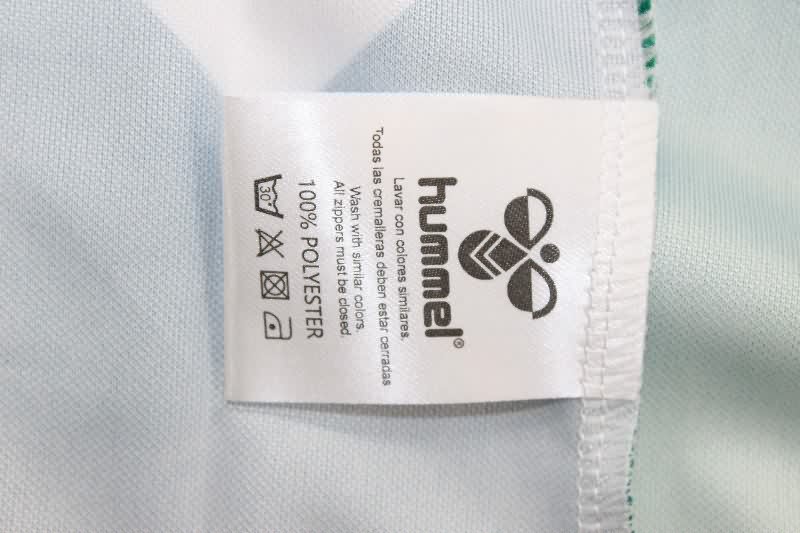 hummel®
Lavar con colores similares.
Todas las cremalleras deben estar cerradas
Wash with similar colors.
All zippers must be closed.
100% POLYESTER
30°